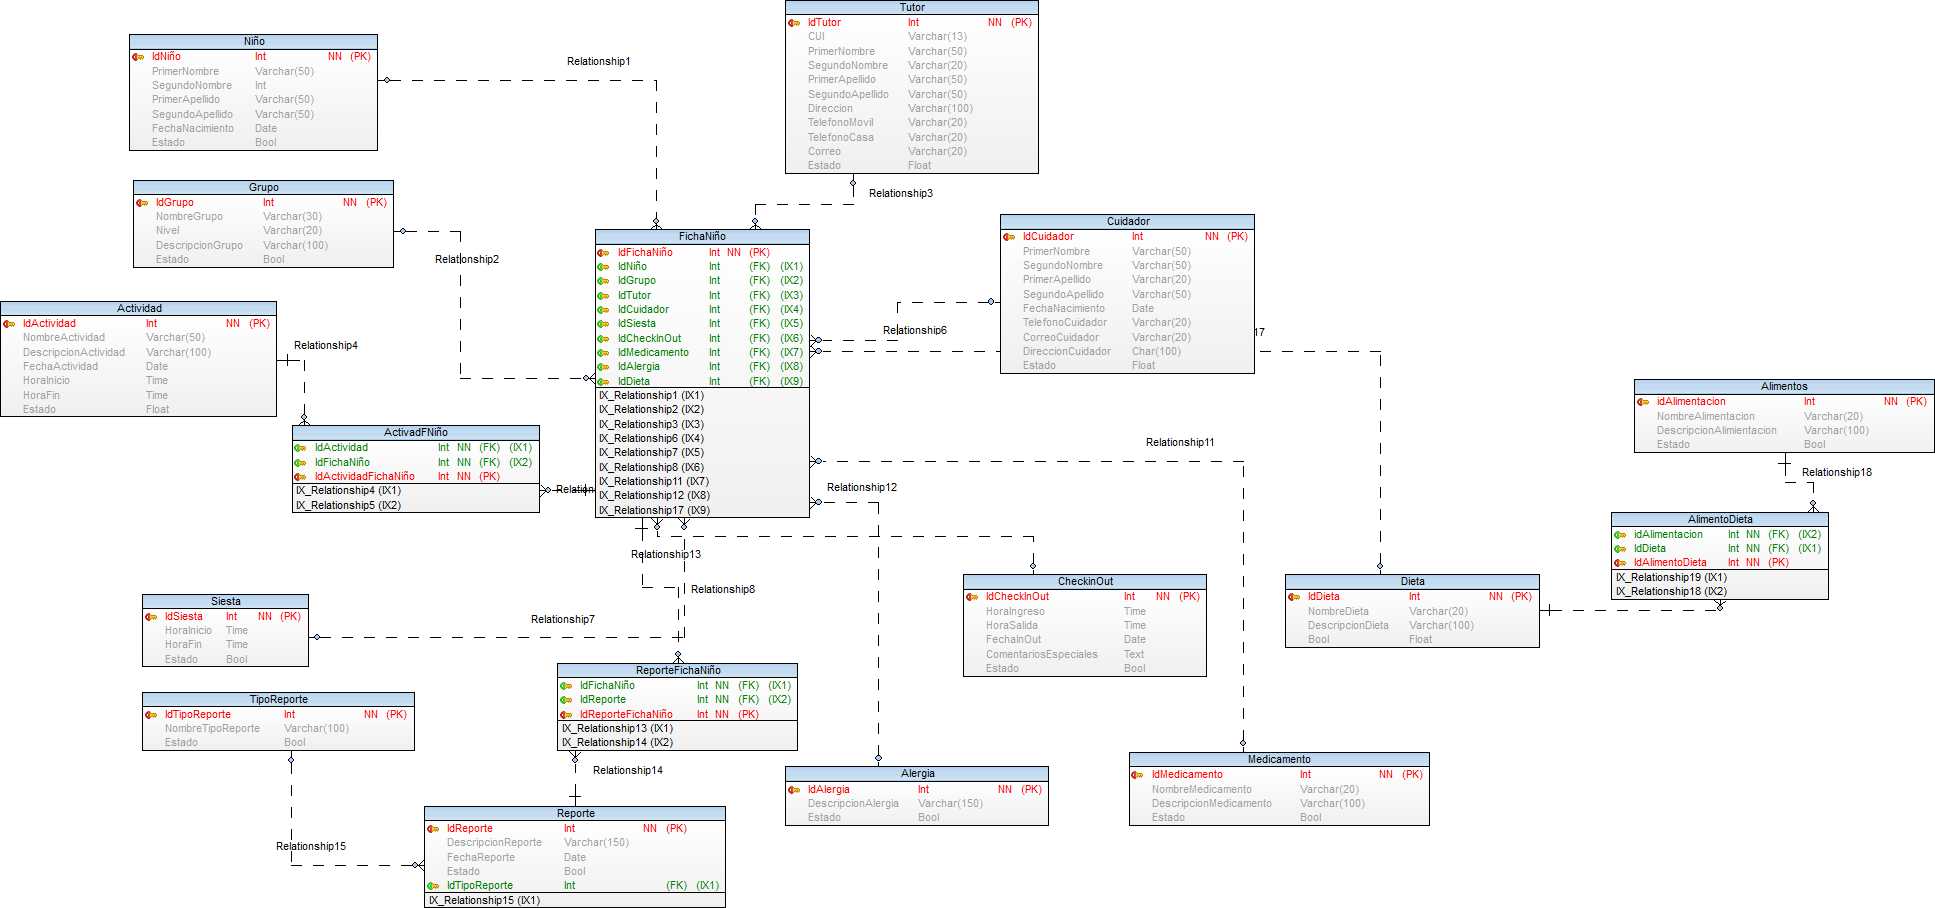 Tutor
IdTutor Int NN (PK)
CUI Varchar(13)
PrimerNombre Varchar(50)
SegundoNombre Varchar(20)
PrimerApellido Varchar(50)
SegundoApellido Varchar(50)
Direccion Varchar(100)
TelefonoMovil Varchar(20)
TelefonoCasa Varchar(20)
Correo Varchar(20)
Estado Float
Niño
IdNiño Int NN (PK)
PrimerNombre Varchar(50)
SegundoNombre Int
PrimerApellido Varchar(50)
SegundoApellido Varchar(50)
FechaNacimiento Date
Estado Bool
Relationship1
Grupo
IdGrupo Int NN (PK)
NombreGrupo Varchar(30)
Nivel Varchar(20)
DescripcionGrupo Varchar(100)
Estado Bool
Relationship3
Relationship2
FichaNiño
IdFichaNiño Int NN (PK)
IdNiño Int (FK) (IX1)
IdGrupo Int (FK) (IX2)
IdTutor Int (FK) (IX3)
IdCuidador Int (FK) (IX4)
IdSiesta Int (FK) (IX5)
IdCheckInOut Int (FK) (IX6)
IdMedicamento Int (FK) (IX7)
IdAlergia Int (FK) (IX8)
IdDieta Int (FK) (IX9)
IX_Relationship1 (IX1)
IX_Relationship2 (IX2)
IX_Relationship3 (IX3)
IX_Relationship6 (IX4)
IX_Relationship7 (IX5)
IX_Relationship8 (IX6)
IX_Relationship11 (IX7)
IX_Relationship12 (IX8)
IX_Relationship17 (IX9)
Cuidador
IdCuidador Int NN (PK)
PrimerNombre Varchar(50)
SegundoNombre Varchar(50)
PrimerApellido Varchar(20)
SegundoApellido Varchar(50)
FechaNacimiento Date
TelefonoCuidador Varchar(20)
CorreoCuidador Varchar(20)
DireccionCuidador Char(100)
Estado Float
Relationship6
17
Actividad
IdActividad Int NN (PK)
NombreActividad Varchar(50)
DescripcionActividad Varchar(100)
FechaActividad Date
HoraInicio Time
HoraFin Time
Estado Float
Relationship4
ActivadFNiño
IdActividad Int NN (FK) (IX1)
IdFichaNiño Int NN (FK) (IX2)
IdActividadFichaNiño Int NN (PK)
IX_Relationship4 (IX1)
IX_Relationship5 (IX2)
Relation
Alimentos
idAlimentacion Int NN (PK)
NombreAlimentacion Varchar(20)
DescripcionAlimientacion Varchar(100)
Estado Bool
Relationship11
Relationship18
Relationship12
AlimentoDieta
idAlimentacion Int NN (FK) (IX2)
IdDieta Int NN (FK) (IX1)
IdAlimentoDieta Int NN (PK)
IX_Relationship19 (IX1)
IX_Relationship18 (IX2)
Relationship13
Relationship8
CheckinOut
IdCheckInOut Int NN (PK)
HoraIngreso Time
HoraSalida Time
FechaInOut Date
ComentariosEspeciales Text
Estado Bool
Dieta
IdDieta Int NN (PK)
NombreDieta Varchar(20)
DescripcionDieta Varchar(100)
Bool Float
Siesta
IdSiesta Int NN (PK)
HoraInicio Time
HoraFin Time
Estado Bool
Relationship7
ReporteFichaNiño
IdFichaNiño Int NN (FK) (IX1)
IdReporte Int NN (FK) (IX2)
IdReporteFichaNiño Int NN (PK)
IX_Relationship13 (IX1)
IX_Relationship14 (IX2)
TipoReporte
IdTipoReporte Int NN (PK)
NombreTipoReporte Varchar(100)
Estado Bool
Relationship14
Alergia
IdAlergia Int NN (PK)
DescripcionAlergia Varchar(150)
Estado Bool
Medicamento
IdMedicamento Int NN (PK)
NombreMedicamento Varchar(20)
DescripcionMedicamento Varchar(100)
Estado Bool
Relationship15
Reporte
IdReporte Int NN (PK)
DescripcionReporte Varchar(150)
FechaReporte Date
Estado Bool
IdTipoReporte Int (FK) (IX1)
IX_Relationship15 (IX1)